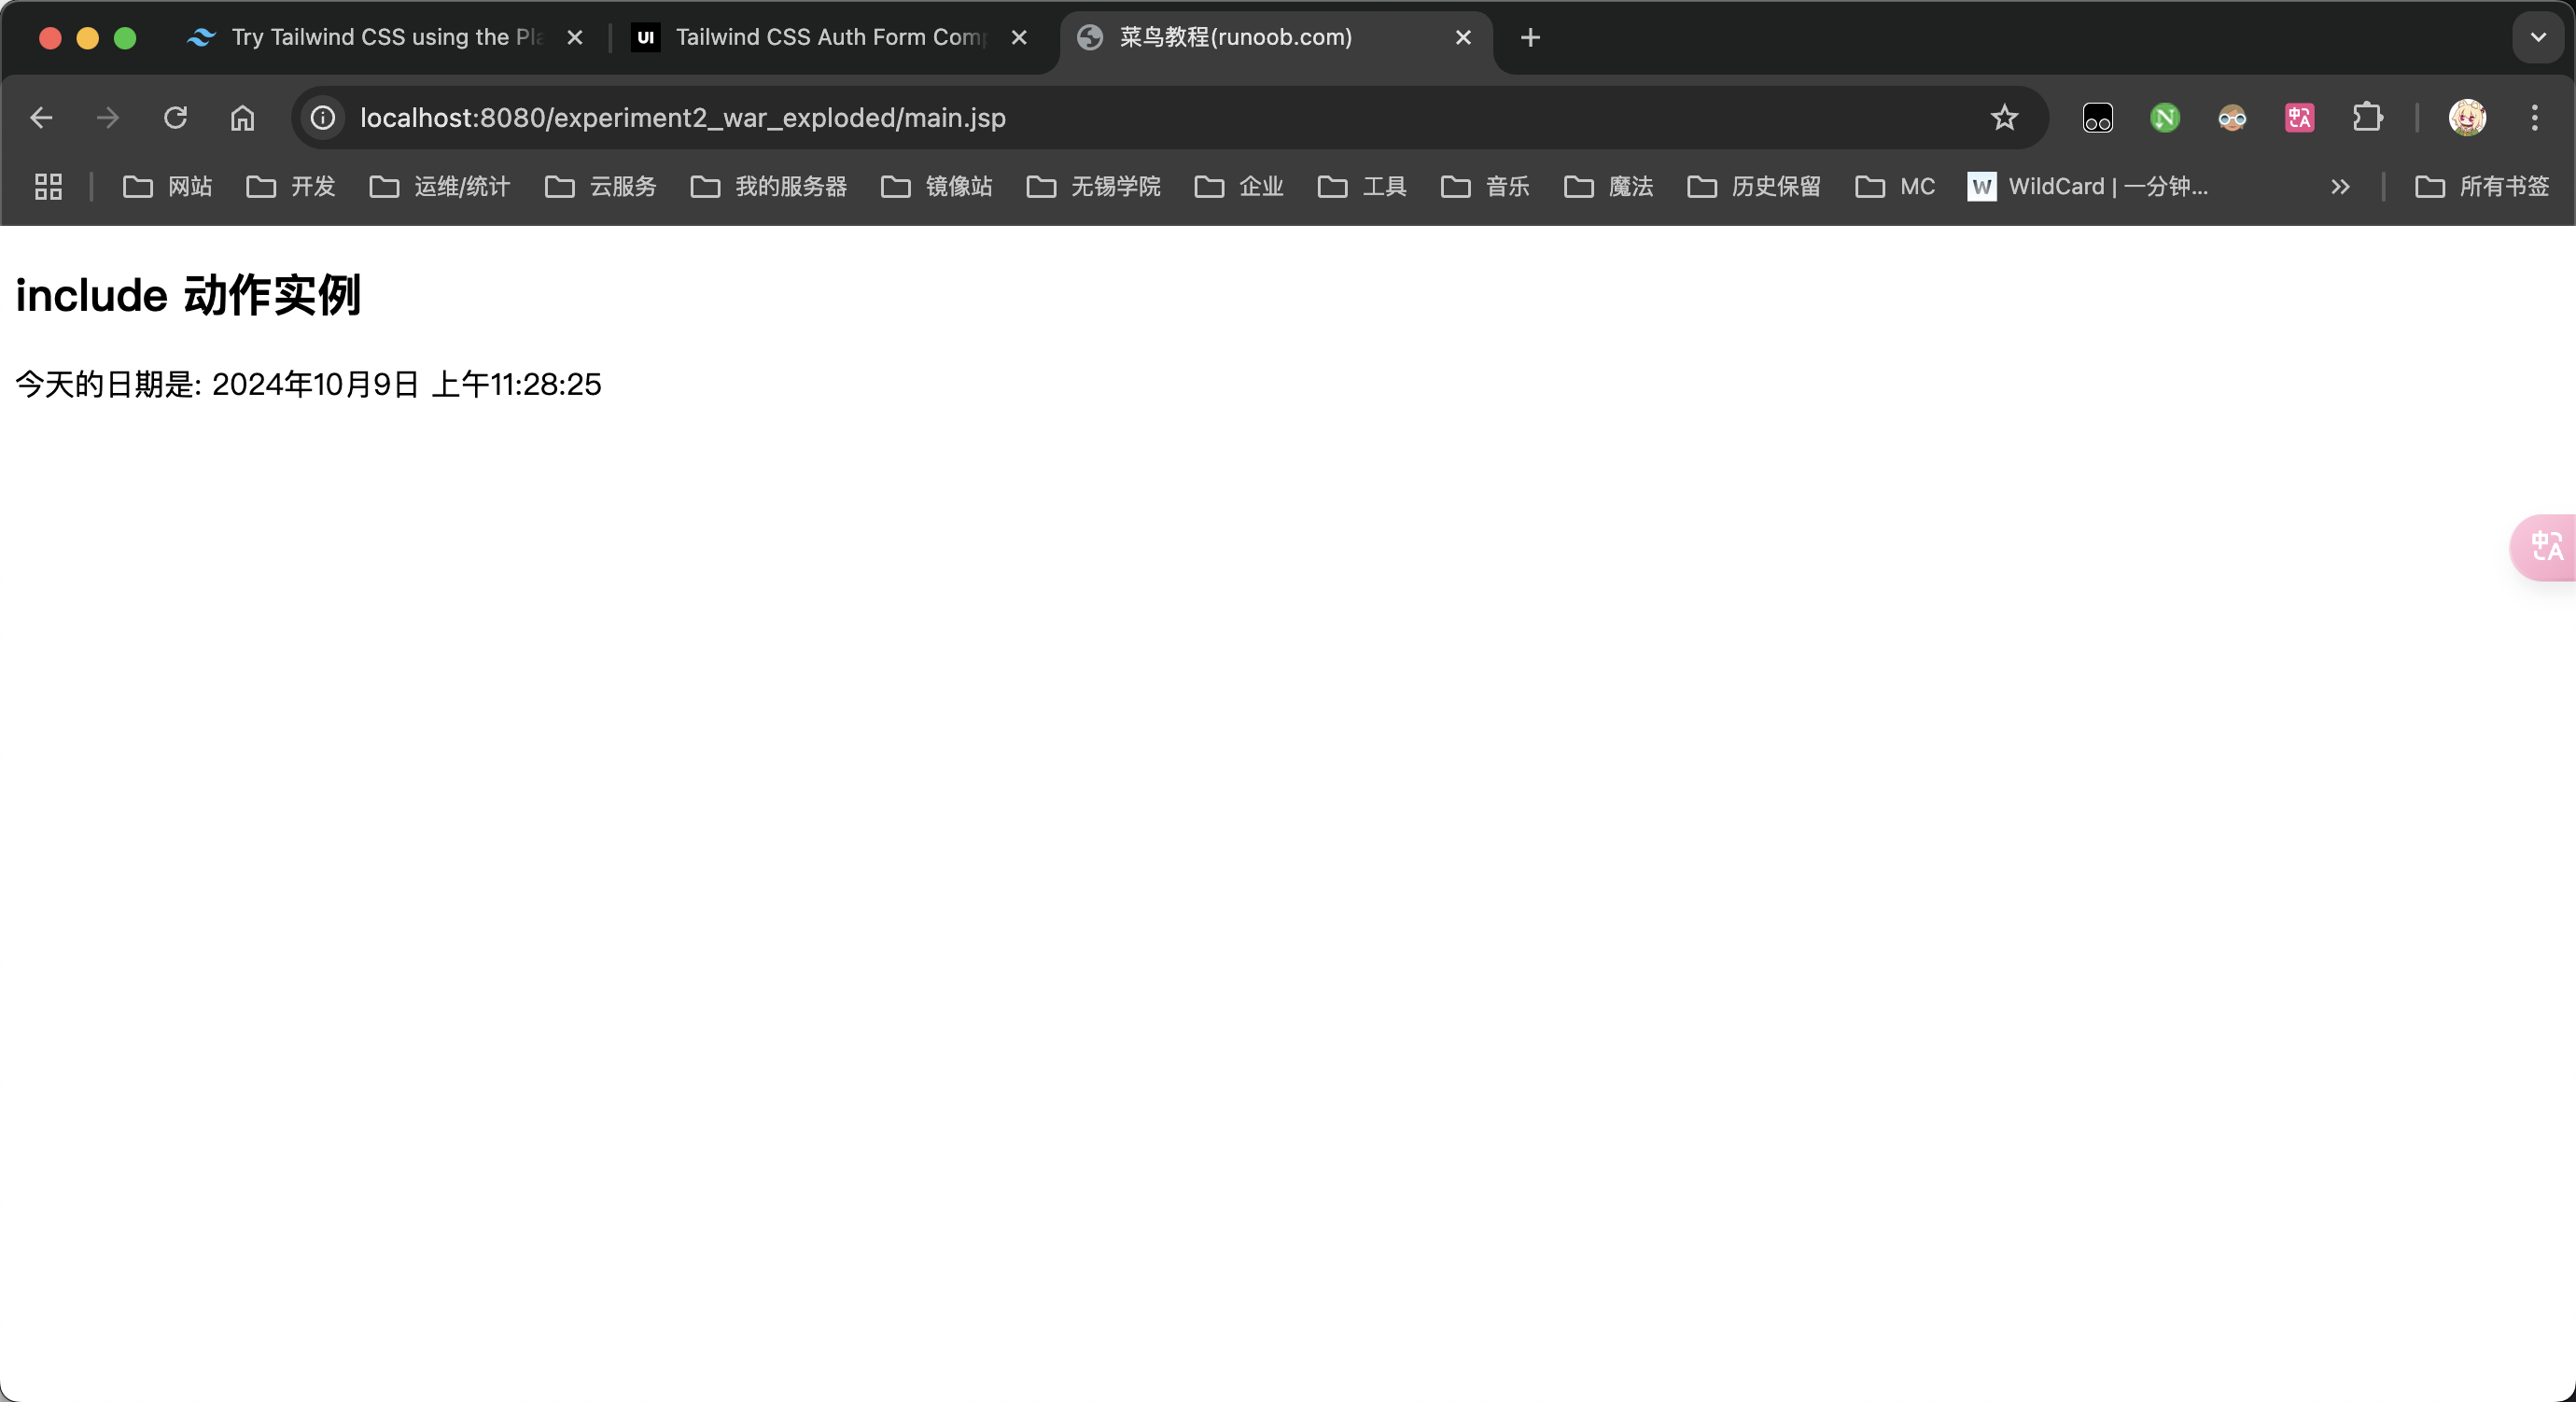 Try Tailwind CSS using the Pla
UI Tailwind CSS Auth Form Comp
菜鸟教程(runoob.com)
localhost:8080/experiment2_war_exploded/main.jsp
网站 开发 运维/统计 云服务 我的服务器 镜像站 无锡学院 企业 工具 音乐 魔法 历史保留 MC W WildCard | 一分钟... 所有书签
include 动作实例
今天的日期是: 2024年10月9日 上午11:28:25